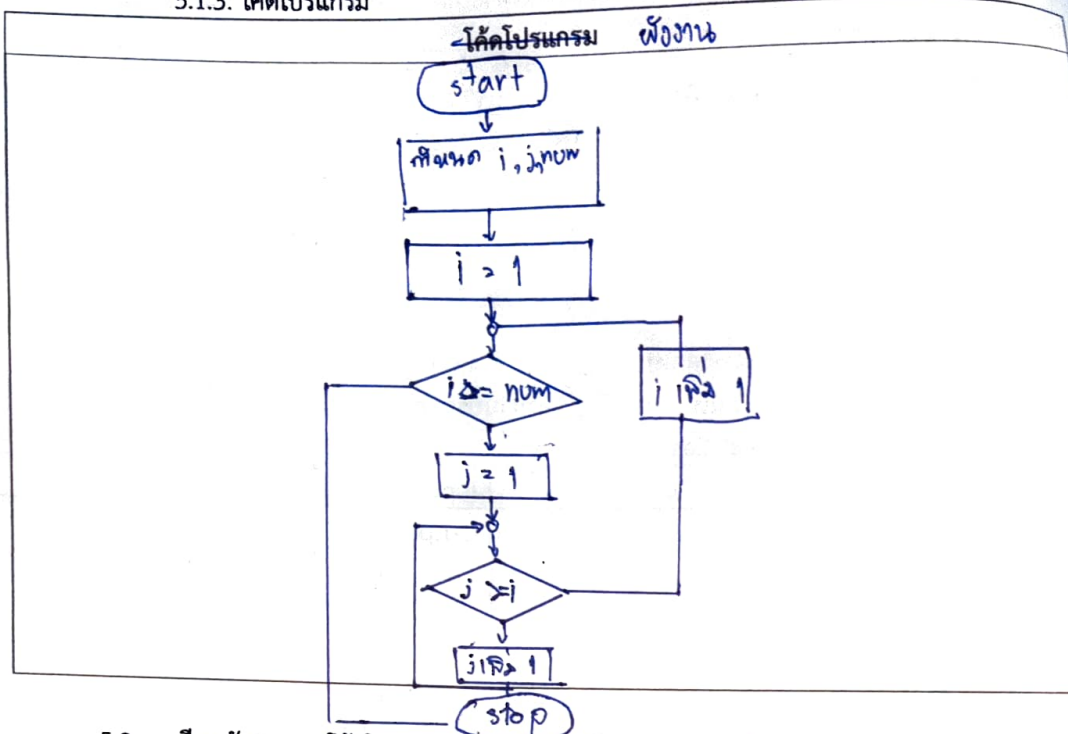 5.1.3. โค้ดโปรแกรม
โค้ดโปรแกรม ผังงาน
start
กำหนด i, j, num
i = 1
i >= num
i เพิ่ม 1
j = 1
j >= i
j เพิ่ม 1
stop